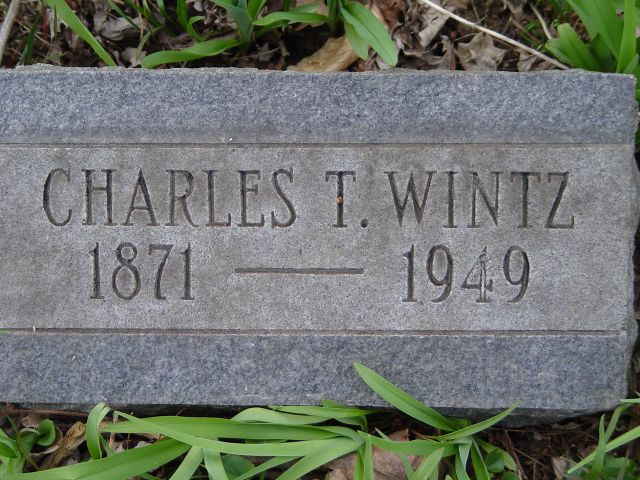 CHARLES T. WINTZ
1871 — 1949